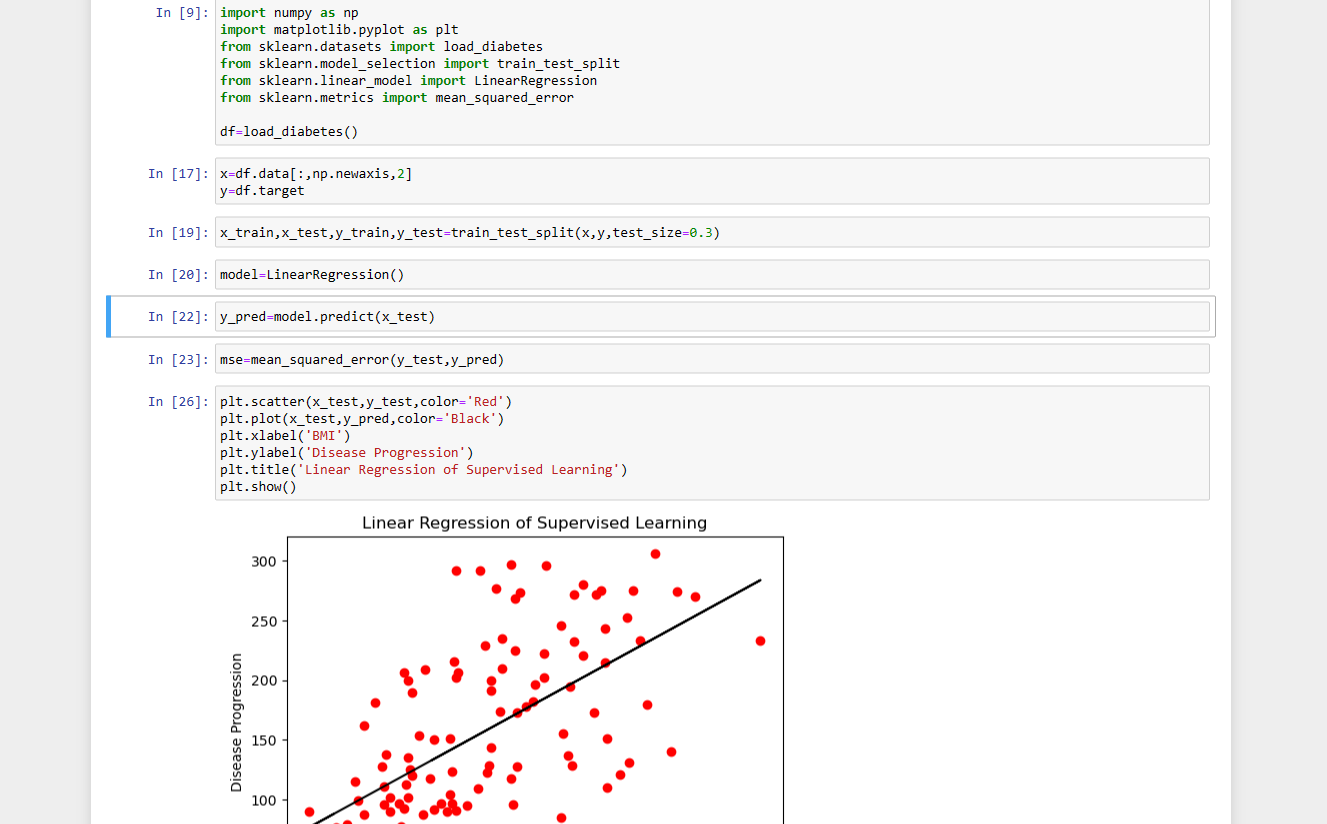 In [9]:
import numpy as np
import matplotlib.pyplot as plt
from sklearn.datasets import load_diabetes
from sklearn.model_selection import train_test_split
from sklearn.linear_model import LinearRegression
from sklearn.metrics import mean_squared_error
df=load_diabetes()
In [17]:
x=df.data[:,np.newaxis,2]
y=df.target
In [19]:
x_train,x_test,y_train,y_test=train_test_split(x,y,test_size=0.3)
In [20]:
model=LinearRegression()
In [22]:
y_pred=model.predict(x_test)
In [23]:
mse=mean_squared_error(y_test,y_pred)
In [26]:
plt.scatter(x_test,y_test,color='Red')
plt.plot(x_test,y_pred,color='Black')
plt.xlabel('BMI')
plt.ylabel('Disease Progression')
plt.title('Linear Regression of Supervised Learning')
plt.show()
Linear Regression of Supervised Learning
300
250
200
150
100
Disease Progression